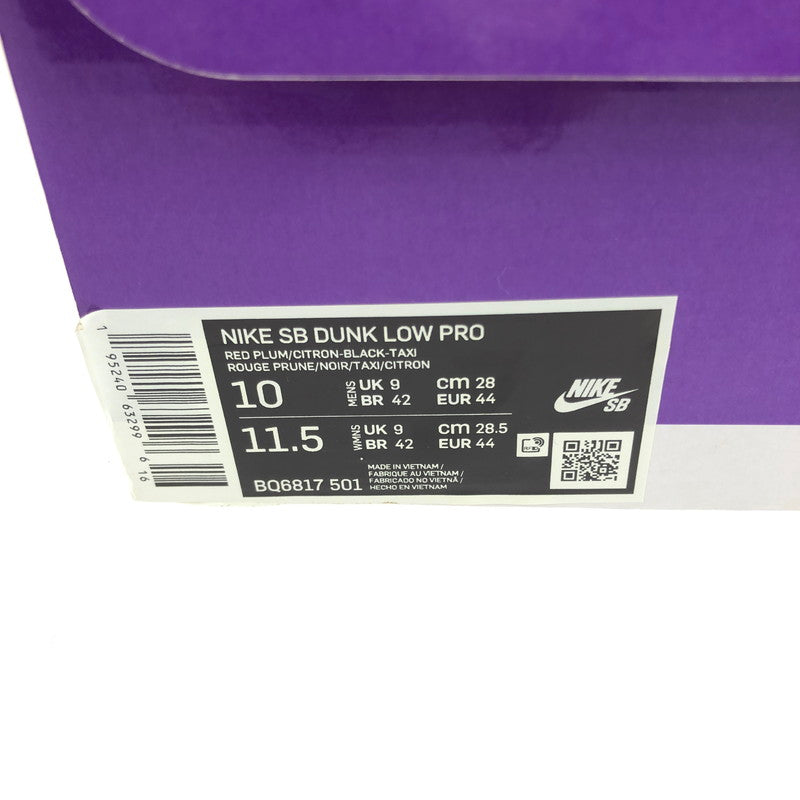 1 95240 63299 6 16
NIKE SB DUNK LOW PRO
RED PLUM/CITRON-BLACK-TAXI
ROUGE PRUNE/NOIR/TAXI/CITRON
10 MENS UK 9 CM 28
BR 42 EUR 44
11.5 WMNS UK 9 CM 28.5
BR 42 EUR 44
BQ6817 501
MADE IN VIETNAM /
FABRIQUE AU VIETNAM /
FABRICADO NO VIETNÃ /
HECHO EN VIETNAM
RFID
NIKE
SB